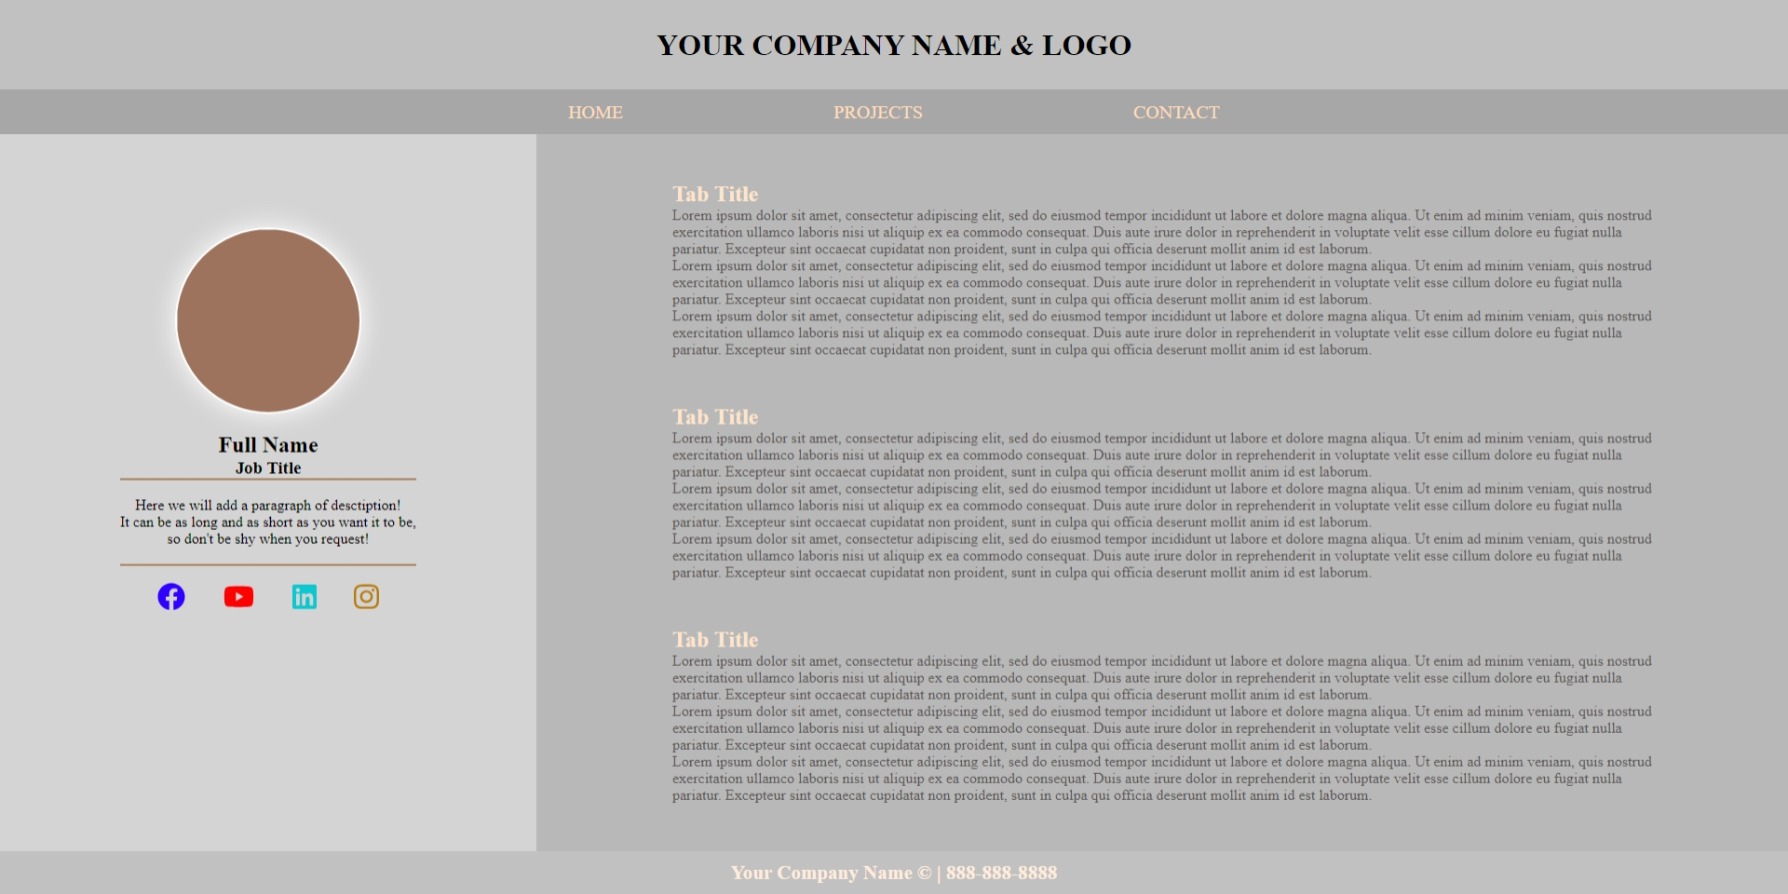 YOUR COMPANY NAME & LOGO
HOME PROJECTS CONTACT
Full Name
Job Title
Here we will add a paragraph of desctiption!
It can be as long and as short as you want it to be,
so don't be shy when you request!
Tab Title
Lorem ipsum dolor sit amet, consectetur adipiscing elit, sed do eiusmod tempor incididunt ut labore et dolore magna aliqua. Ut enim ad minim veniam, quis nostrud
exercitation ullamco laboris nisi ut aliquip ex ea commodo consequat. Duis aute irure dolor in reprehenderit in voluptate velit esse cillum dolore eu fugiat nulla
pariatur. Excepteur sint occaecat cupidatat non proident, sunt in culpa qui officia deserunt mollit anim id est laborum.
Lorem ipsum dolor sit amet, consectetur adipiscing elit, sed do eiusmod tempor incididunt ut labore et dolore magna aliqua. Ut enim ad minim veniam, quis nostrud
exercitation ullamco laboris nisi ut aliquip ex ea commodo consequat. Duis aute irure dolor in reprehenderit in voluptate velit esse cillum dolore eu fugiat nulla
pariatur. Excepteur sint occaecat cupidatat non proident, sunt in culpa qui officia deserunt mollit anim id est laborum.
Lorem ipsum dolor sit amet, consectetur adipiscing elit, sed do eiusmod tempor incididunt ut labore et dolore magna aliqua. Ut enim ad minim veniam, quis nostrud
exercitation ullamco laboris nisi ut aliquip ex ea commodo consequat. Duis aute irure dolor in reprehenderit in voluptate velit esse cillum dolore eu fugiat nulla
pariatur. Excepteur sint occaecat cupidatat non proident, sunt in culpa qui officia deserunt mollit anim id est laborum.
Tab Title
Lorem ipsum dolor sit amet, consectetur adipiscing elit, sed do eiusmod tempor incididunt ut labore et dolore magna aliqua. Ut enim ad minim veniam, quis nostrud
exercitation ullamco laboris nisi ut aliquip ex ea commodo consequat. Duis aute irure dolor in reprehenderit in voluptate velit esse cillum dolore eu fugiat nulla
pariatur. Excepteur sint occaecat cupidatat non proident, sunt in culpa qui officia deserunt mollit anim id est laborum.
Lorem ipsum dolor sit amet, consectetur adipiscing elit, sed do eiusmod tempor incididunt ut labore et dolore magna aliqua. Ut enim ad minim veniam, quis nostrud
exercitation ullamco laboris nisi ut aliquip ex ea commodo consequat. Duis aute irure dolor in reprehenderit in voluptate velit esse cillum dolore eu fugiat nulla
pariatur. Excepteur sint occaecat cupidatat non proident, sunt in culpa qui officia deserunt mollit anim id est laborum.
Lorem ipsum dolor sit amet, consectetur adipiscing elit, sed do eiusmod tempor incididunt ut labore et dolore magna aliqua. Ut enim ad minim veniam, quis nostrud
exercitation ullamco laboris nisi ut aliquip ex ea commodo consequat. Duis aute irure dolor in reprehenderit in voluptate velit esse cillum dolore eu fugiat nulla
pariatur. Excepteur sint occaecat cupidatat non proident, sunt in culpa qui officia deserunt mollit anim id est laborum.
Tab Title
Lorem ipsum dolor sit amet, consectetur adipiscing elit, sed do eiusmod tempor incididunt ut labore et dolore magna aliqua. Ut enim ad minim veniam, quis nostrud
exercitation ullamco laboris nisi ut aliquip ex ea commodo consequat. Duis aute irure dolor in reprehenderit in voluptate velit esse cillum dolore eu fugiat nulla
pariatur. Excepteur sint occaecat cupidatat non proident, sunt in culpa qui officia deserunt mollit anim id est laborum.
Lorem ipsum dolor sit amet, consectetur adipiscing elit, sed do eiusmod tempor incididunt ut labore et dolore magna aliqua. Ut enim ad minim veniam, quis nostrud
exercitation ullamco laboris nisi ut aliquip ex ea commodo consequat. Duis aute irure dolor in reprehenderit in voluptate velit esse cillum dolore eu fugiat nulla
pariatur. Excepteur sint occaecat cupidatat non proident, sunt in culpa qui officia deserunt mollit anim id est laborum.
Lorem ipsum dolor sit amet, consectetur adipiscing elit, sed do eiusmod tempor incididunt ut labore et dolore magna aliqua. Ut enim ad minim veniam, quis nostrud
exercitation ullamco laboris nisi ut aliquip ex ea commodo consequat. Duis aute irure dolor in reprehenderit in voluptate velit esse cillum dolore eu fugiat nulla
pariatur. Excepteur sint occaecat cupidatat non proident, sunt in culpa qui officia deserunt mollit anim id est laborum.
Your Company Name © | 888-888-8888